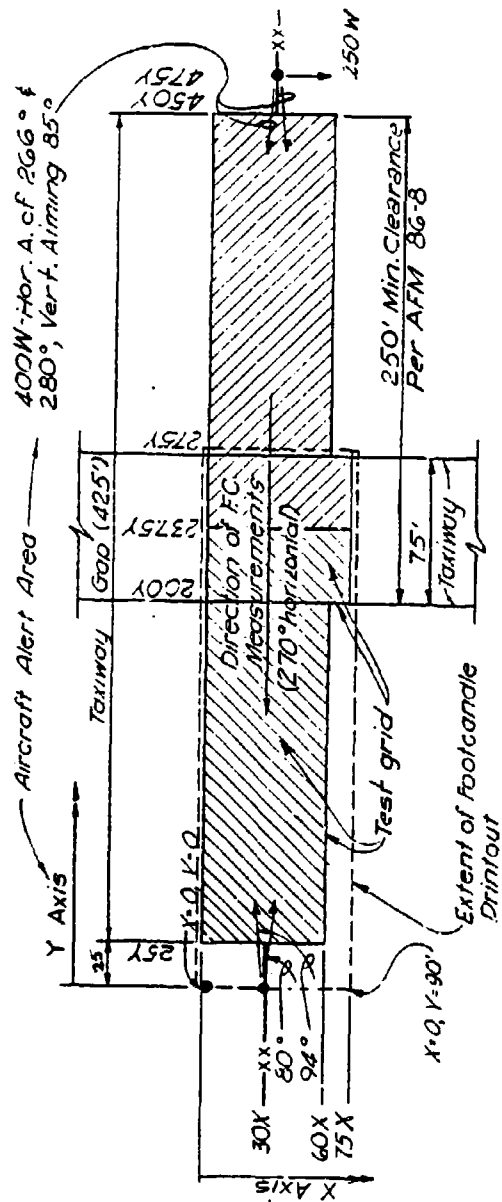 Aircraft Alert Area
400W-Hor. A. of 266° &
280°, Vert. Aiming 85°
Y Axis
Taxiway Gap (425')
25
25Y
200Y
237.5Y
275Y
450Y
475Y
X=0, Y=0
xx
xx
250W
Direction of FC
Measurements
(270° horizontal)
Test grid
30X
80°
94°
60X
75X
X Axis
75'
Taxiway
250' Min. Clearance
Per AFM 86-8
Extent of Footcandle
Printout
X=0, Y=90'